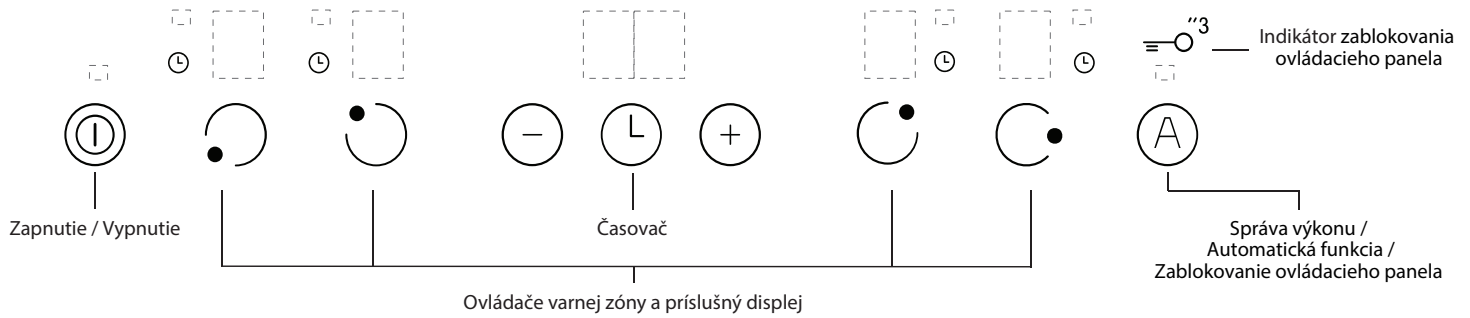 "3
Indikátor zablokovania
ovládacieho panela
A
Zapnutie / Vypnutie
Časovač
Správa výkonu /
Automatická funkcia /
Zablokovanie ovládacieho panela
Ovládače varnej zóny a príslušný displej